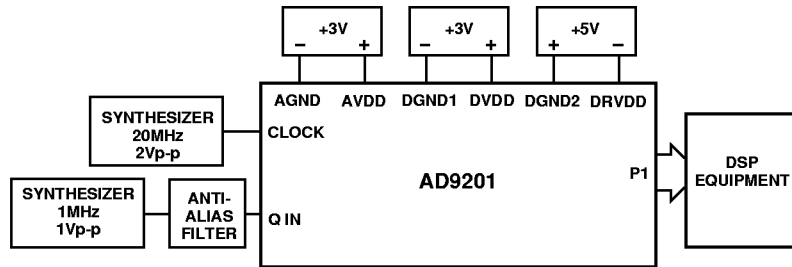 +3V
− +
+3V
− +
+5V
+ −
AGND AVDD DGND1 DVDD DGND2 DRVDD
SYNTHESIZER
20MHz
2Vp-p
CLOCK
AD9201
P1
DSP
EQUIPMENT
SYNTHESIZER
1MHz
1Vp-p
ANTI-
ALIAS
FILTER
Q IN